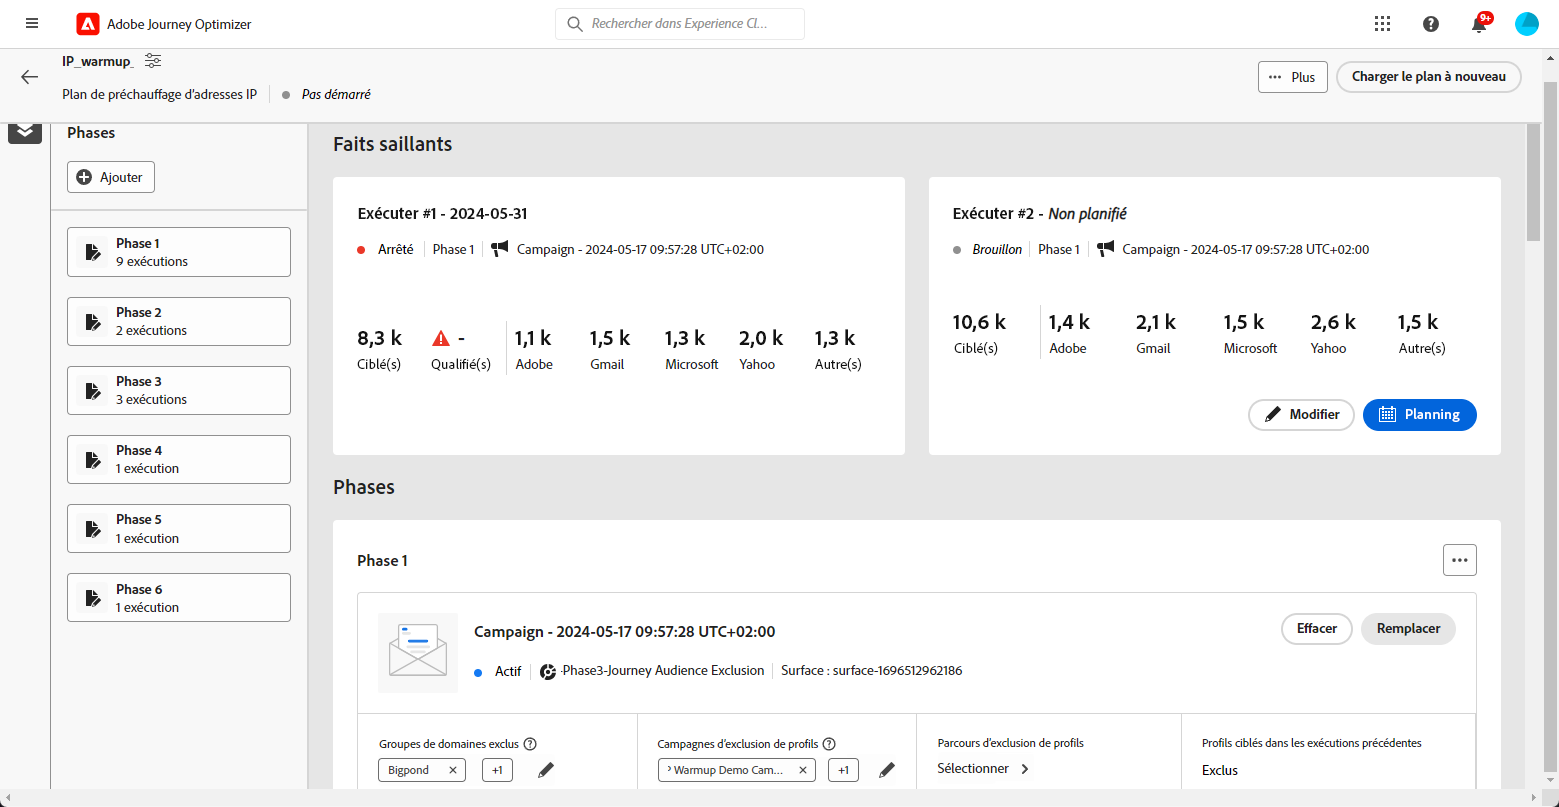 Adobe Journey Optimizer
Rechercher dans Experience Cl...
9+
IP_warmup_
Plan de préchauffage d'adresses IP
Pas démarré
Plus
Charger le plan à nouveau
Phases
Ajouter
Phase 1
9 exécutions
Phase 2
2 exécutions
Phase 3
3 exécutions
Phase 4
1 exécution
Phase 5
1 exécution
Phase 6
1 exécution
Faits saillants
Exécuter #1 - 2024-05-31
Arrêté Phase 1 Campaign - 2024-05-17 09:57:28 UTC+02:00
8,3 k - 1,1 k 1,5 k 1,3 k 2,0 k 1,3 k
Ciblé(s) Qualifié(s) Adobe Gmail Microsoft Yahoo Autre(s)
Exécuter #2 - Non planifié
Brouillon Phase 1 Campaign - 2024-05-17 09:57:28 UTC+02:00
10,6 k 1,4 k 2,1 k 1,5 k 2,6 k 1,5 k
Ciblé(s) Adobe Gmail Microsoft Yahoo Autre(s)
Modifier Planning
Phases
Phase 1
Campaign - 2024-05-17 09:57:28 UTC+02:00
Effacer Remplacer
Actif Phase3-Journey Audience Exclusion Surface : surface-1696512962186
Groupes de domaines exclus
Bigpond +1
Campagnes d'exclusion de profils
Warmup Demo Cam... +1
Parcours d'exclusion de profils
Sélectionner
Profils ciblés dans les exécutions précédentes
Exclus